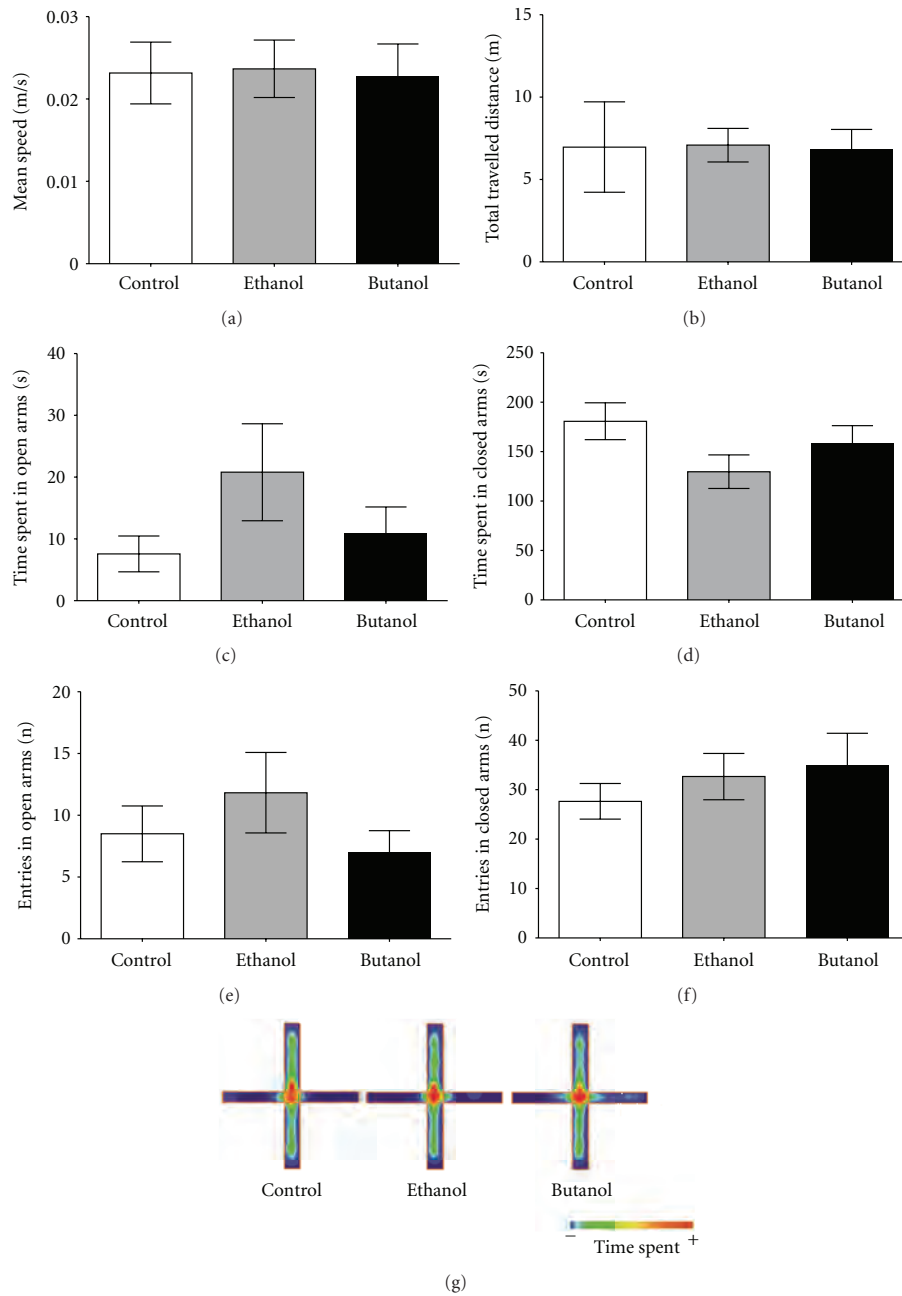 0.03
0.02
0.01
0
Mean speed (m/s)
Control
Ethanol
Butanol
(a)
15
10
5
0
Total travelled distance (m)
Control
Ethanol
Butanol
(b)
40
30
20
10
0
Time spent in open arms (s)
Control
Ethanol
Butanol
(c)
250
200
150
100
50
0
Time spent in closed arms (s)
Control
Ethanol
Butanol
(d)
20
15
10
5
0
Entries in open arms (n)
Control
Ethanol
Butanol
(e)
50
40
30
20
10
0
Entries in closed arms (n)
Control
Ethanol
Butanol
(f)
Control
Ethanol
Butanol
− +
Time spent
(g)